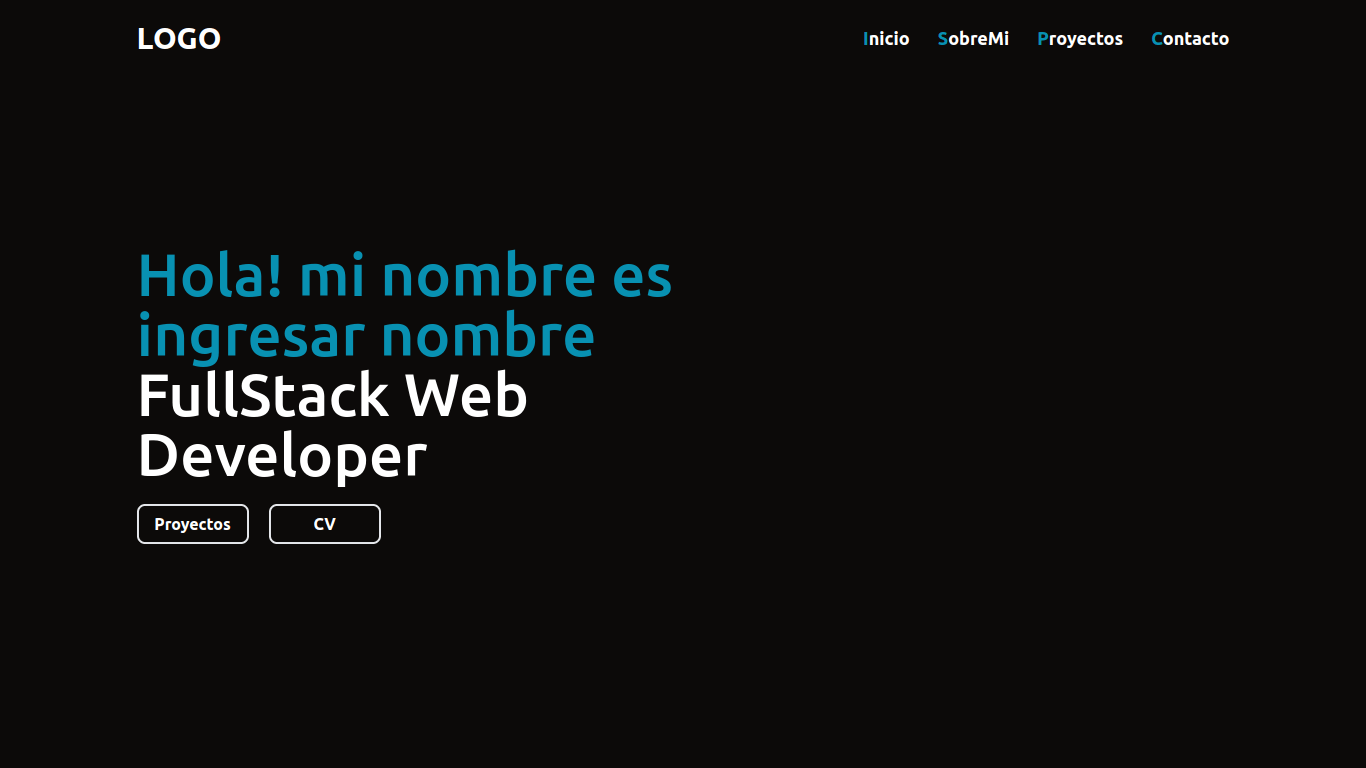 LOGO
Inicio SobreMi Proyectos Contacto
Hola! mi nombre es
ingresar nombre
FullStack Web
Developer
Proyectos CV